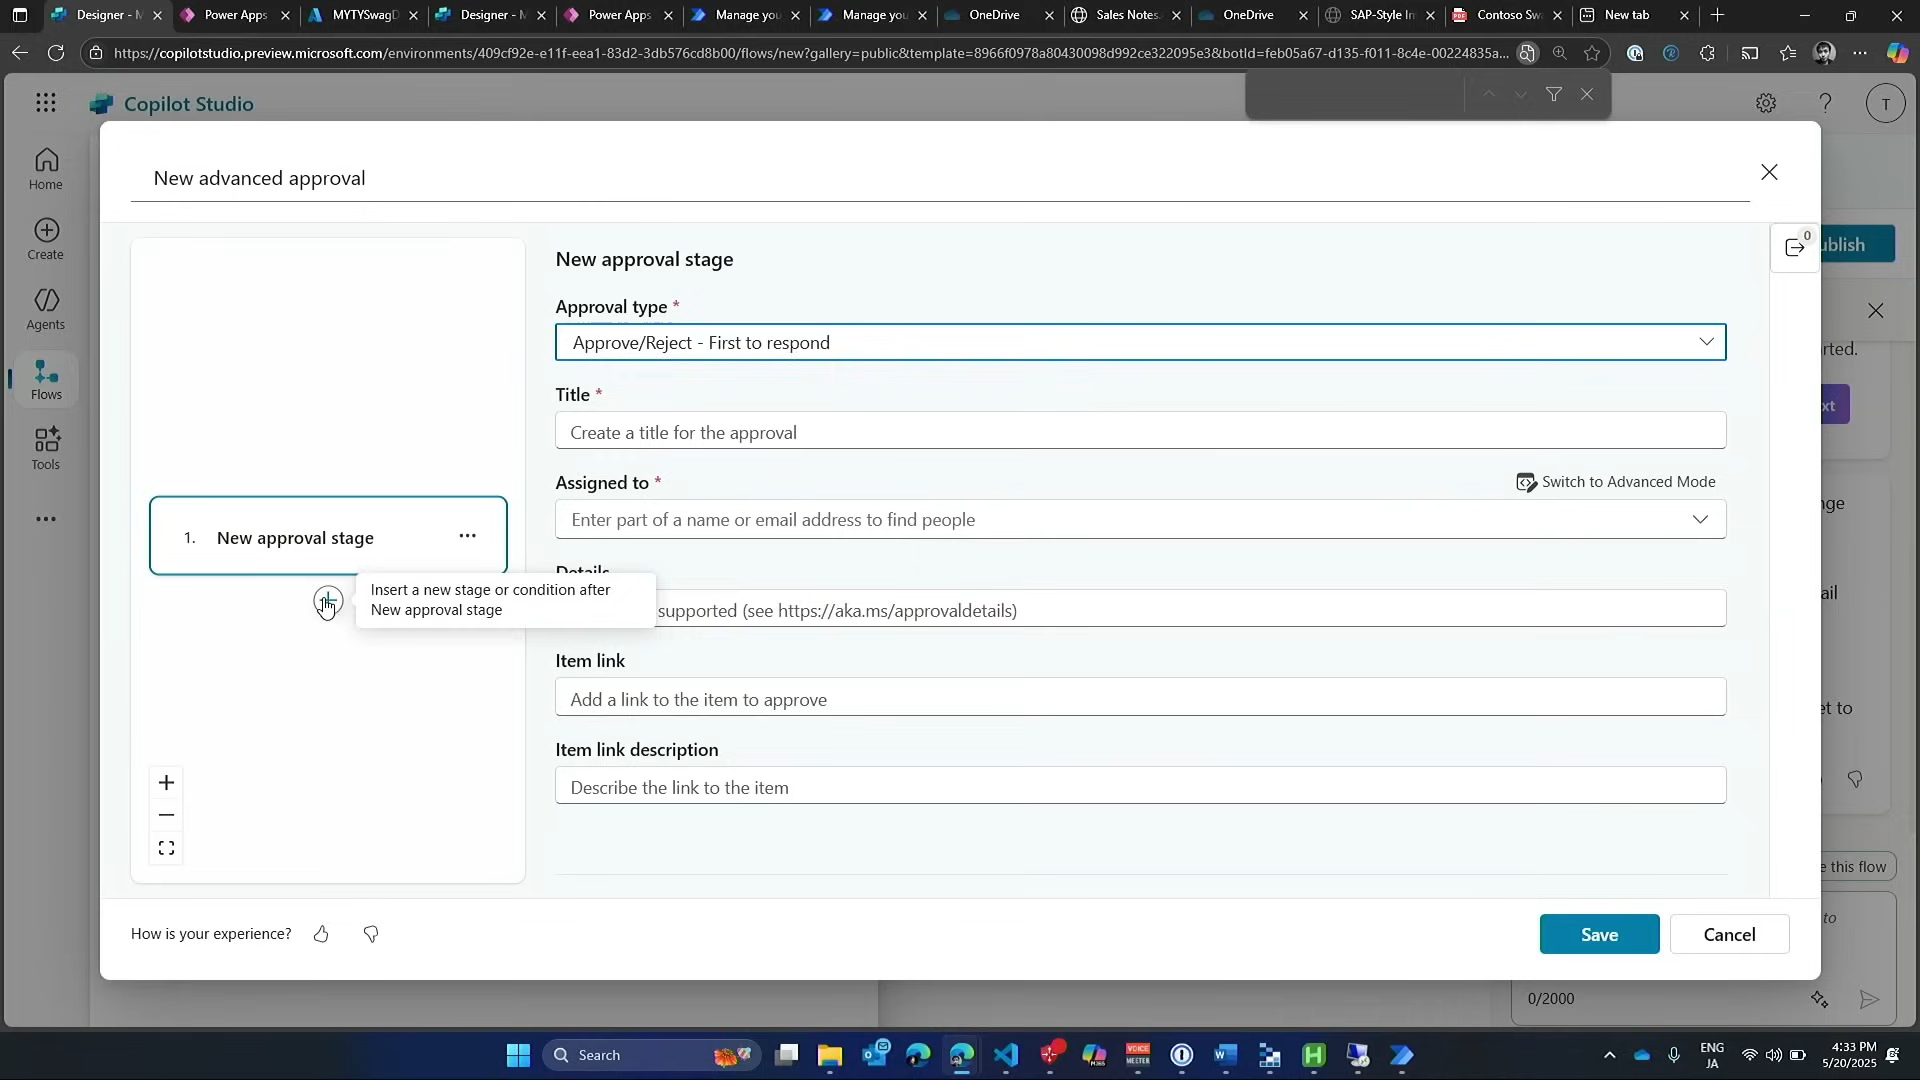 Designer - M
Power Apps
MYTYSwagD
Designer - M
Power Apps
Manage you
Manage you
OneDrive
Sales Notes.
OneDrive
SAP-Style In
Contoso Swa
New tab
https://copilotstudio.preview.microsoft.com/environments/409cf92e-e11f-eea1-83d2-3db576cd8b00/flows/new?gallery=public&template=8966f0978a80430098d992ce322095e3&botId=feb05a67-d135-f011-8c4e-00224835a...
Copilot Studio
T
Home
Create
Agents
Flows
Tools
New advanced approval
0
ublish
New approval stage
Approval type *
Approve/Reject - First to respond
Title *
Create a title for the approval
Assigned to *
Switch to Advanced Mode
Enter part of a name or email address to find people
Details
supported (see https://aka.ms/approvaldetails)
Item link
Add a link to the item to approve
Item link description
Describe the link to the item
1. New approval stage
Insert a new stage or condition after
New approval stage
rted.
xt
nge
ail
et to
e this flow
to
0/2000
How is your experience?
Save
Cancel
Search
VOICE
MEETER
M365
ENG
JA
4:33 PM
5/20/2025